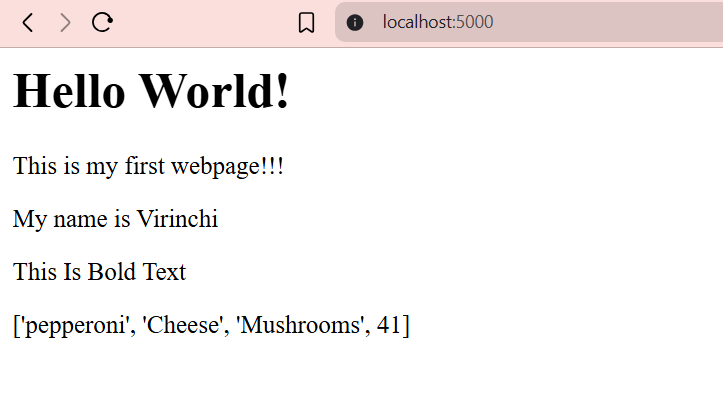 localhost:5000
Hello World!
This is my first webpage!!!
My name is Virinchi
This Is Bold Text
['pepperoni', 'Cheese', 'Mushrooms', 41]